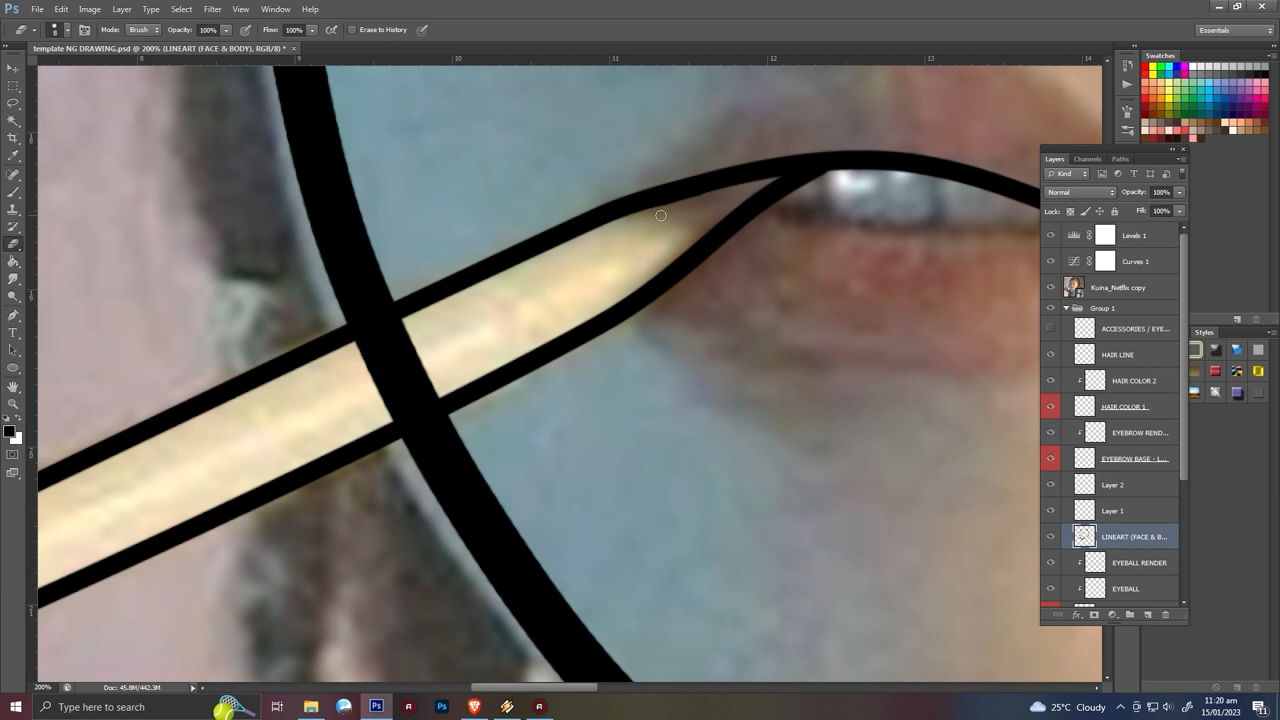 Ps File Edit Image Layer Type Select Filter View Window Help
8 Mode: Brush Opacity: 100% Flow: 100% Erase to History Essentials
template NG DRAWING.psd @ 200% (LINEART (FACE & BODY), RGB/8) * ×
8 9 10 11 12 13 14
Swatches
Layers Channels Paths
Kind
Normal Opacity: 100%
Lock: Fill: 100%
Levels 1
Curves 1
Kuina_Netflix copy
Group 1
ACCESSORIES / EYE...
Styles
HAIR LINE
HAIR COLOR 2
HAIR COLOR 1
EYEBROW REND...
EYEBROW BASE - L...
Layer 2
Layer 1
LINEART (FACE & B...
EYEBALL RENDER
EYEBALL
fx
200% Doc: 45.8M/442.3M
Type here to search
Ps
Ps
25°C Cloudy
11:20 am
15/01/2023
11